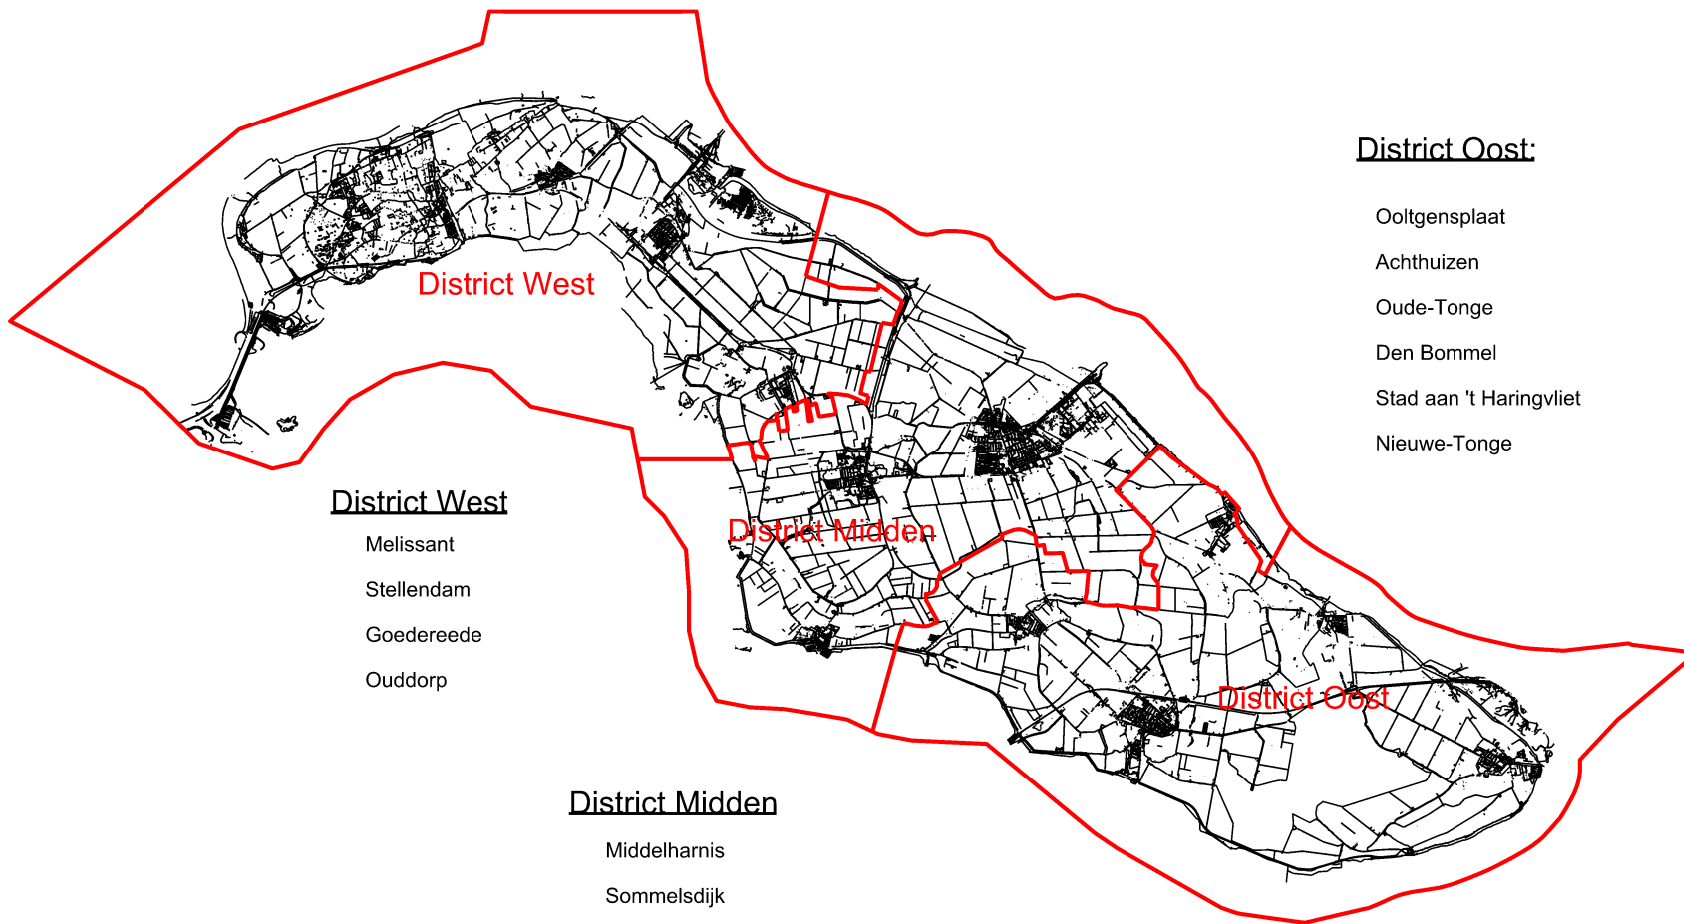 District Oost:
Ooltgensplaat
Achthuizen
Oude-Tonge
Den Bommel
Stad aan 't Haringvliet
Nieuwe-Tonge
District West
District West
Melissant
Stellendam
Goedereede
Ouddorp
District Midden
District Oost
District Midden
Middelharnis
Sommelsdijk